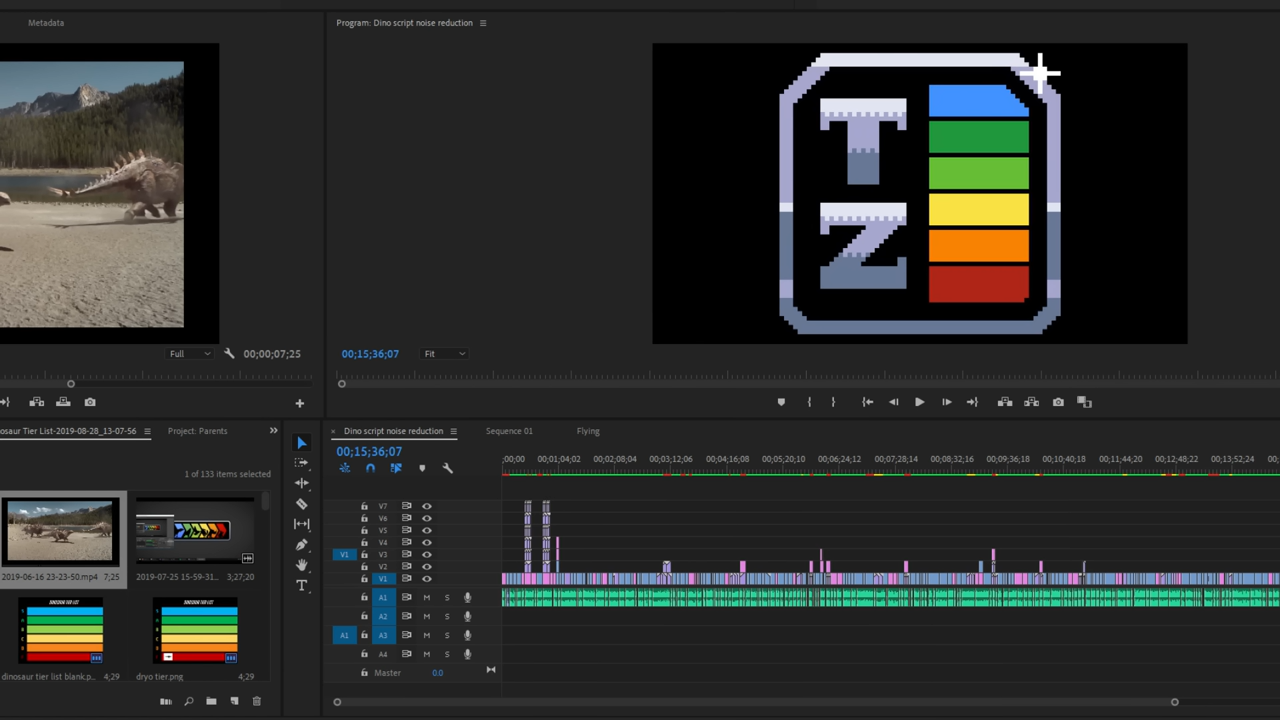 Metadata
Program: Dino script noise reduction
T
Z
Full
00;00;07;25
00;15;36;07
Fit
osaur Tier List-2019-08-28_13-07-56
Project: Parents
1 of 133 items selected
2019-06-16 23-23-50.mp4
7;25
2019-07-25 15-59-31...
3;27;20
dinosaur tier list blank.p...
4;29
dryo tier.png
4;29
Dino script noise reduction
Sequence 01
Flying
00;15;36;07
;00;00
00;01;04;02
00;02;08;04
00;03;12;06
00;04;16;08
00;05;20;10
00;06;24;12
00;07;28;14
00;08;32;16
00;09;36;18
00;10;40;18
00;11;44;20
00;12;48;22
00;13;52;24
V7
V6
V5
V4
V1 V3
V2
V1
A1 M S
A2 M S
A1 A3 M S
A4 M S
Master 0.0